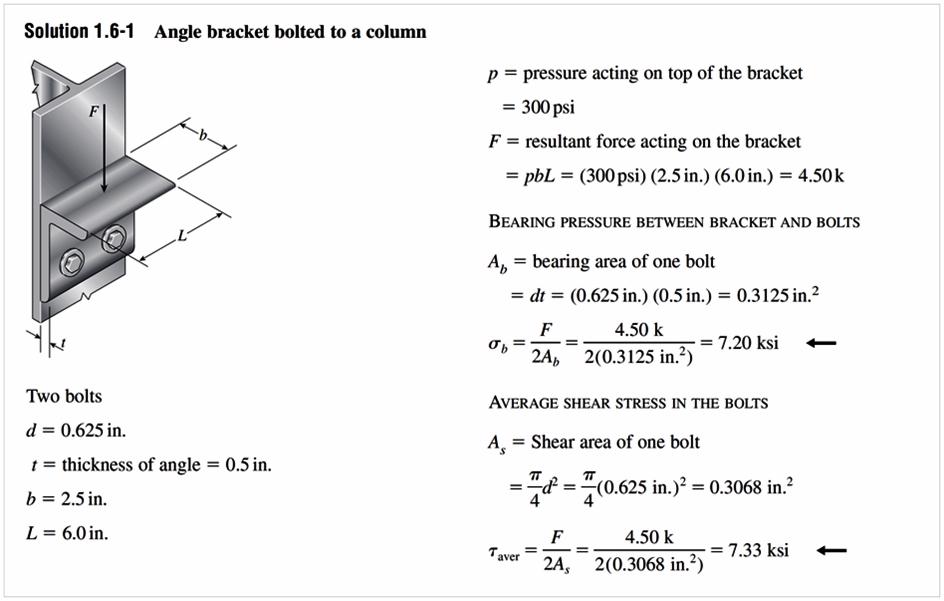 Solution 1.6-1 Angle bracket bolted to a column
F
b
L
t
Two bolts
d = 0.625 in.
t = thickness of angle = 0.5 in.
b = 2.5 in.
L = 6.0 in.
p = pressure acting on top of the bracket
= 300 psi
F = resultant force acting on the bracket
= pbL = (300 psi) (2.5 in.) (6.0 in.) = 4.50 k
BEARING PRESSURE BETWEEN BRACKET AND BOLTS
A_b = bearing area of one bolt
= dt = (0.625 in.) (0.5 in.) = 0.3125 in.²
σ_b = F / 2A_b = 4.50 k / 2(0.3125 in.²) = 7.20 ksi ←
AVERAGE SHEAR STRESS IN THE BOLTS
A_s = Shear area of one bolt
= π/4 d² = π/4 (0.625 in.)² = 0.3068 in.²
τ_aver = F / 2A_s = 4.50 k / 2(0.3068 in.²) = 7.33 ksi ←